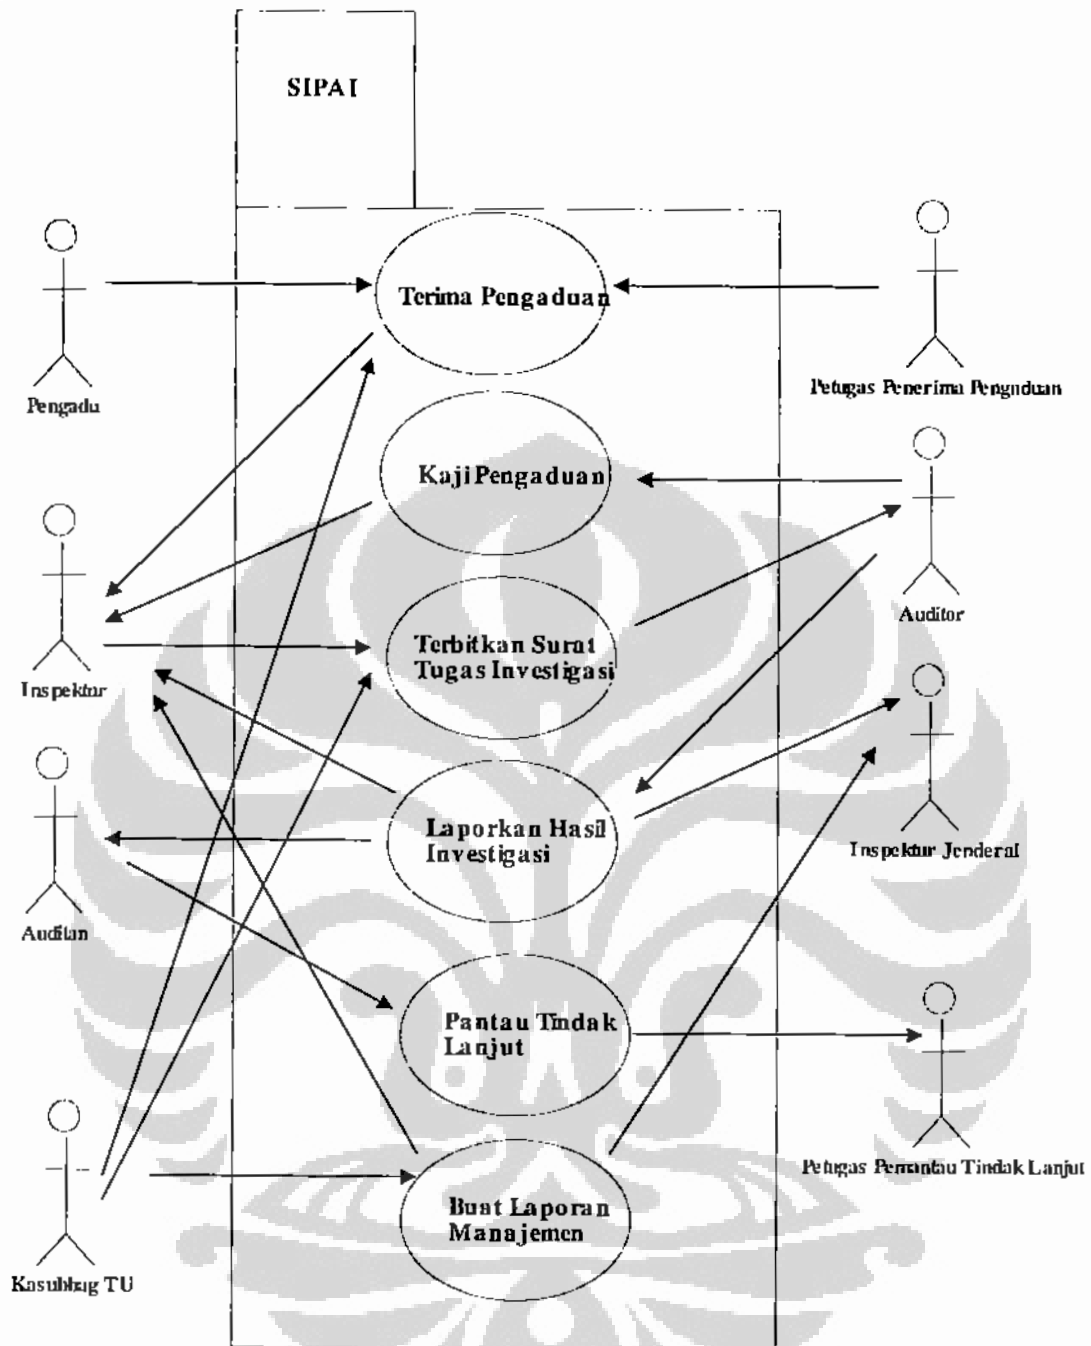 SIPAI
Terima Pengaduan
Pengadu
Petugas Penerima Pengaduan
Kaji Pengaduan
Auditor
Terbitkan Surat
Tugas Investigasi
Inspektur
Laporkan Hasil
Investigasi
Inspektur Jenderal
Auditan
Pantau Tindak
Lanjut
Petugas Pemantau Tindak Lanjut
Buat Laporan
Manajemen
Kasubbag TU